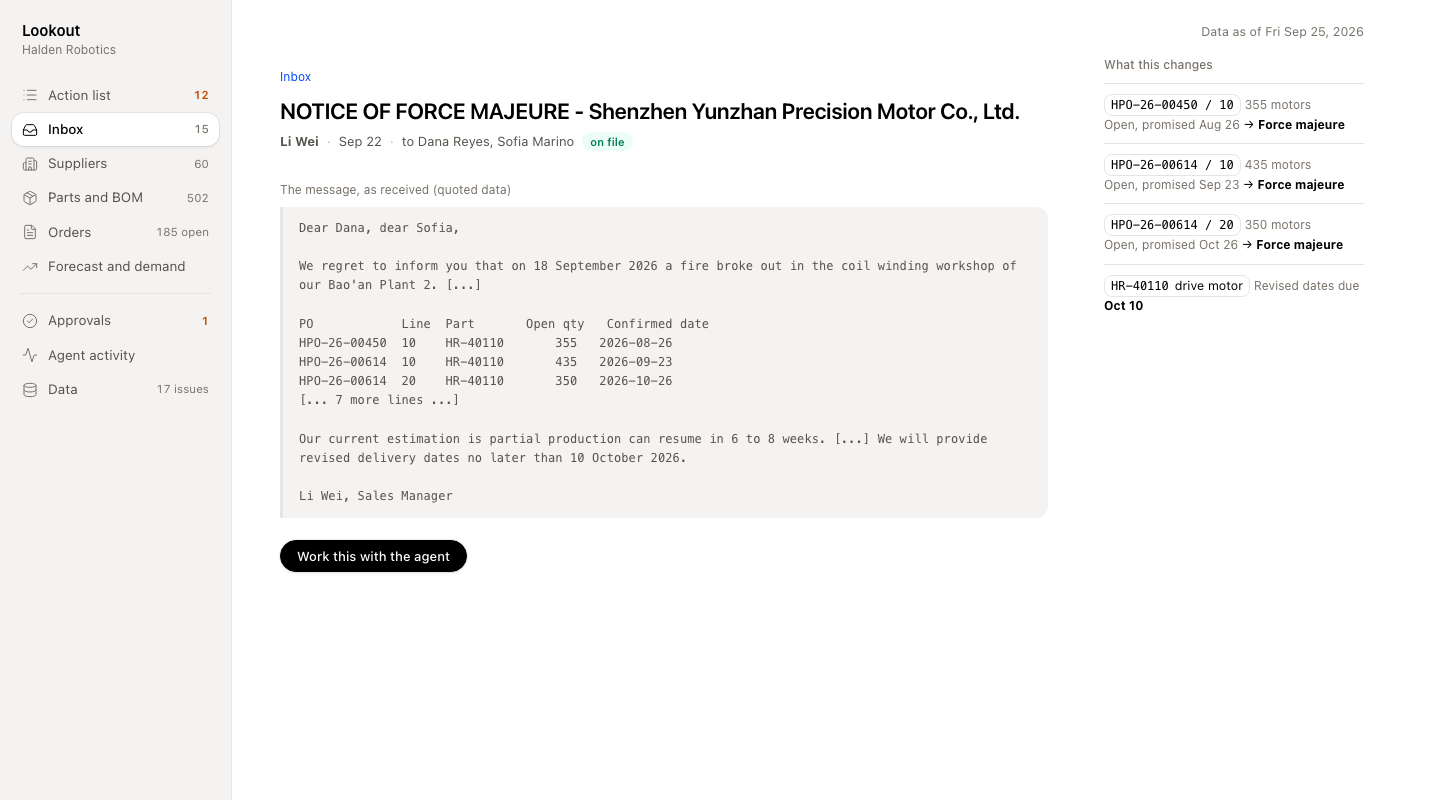 Lookout
Halden Robotics
Action list 12
Inbox 15
Suppliers 60
Parts and BOM 502
Orders 185 open
Forecast and demand
Approvals 1
Agent activity
Data 17 issues
Inbox
NOTICE OF FORCE MAJEURE - Shenzhen Yunzhan Precision Motor Co., Ltd.
Li Wei · Sep 22 · to Dana Reyes, Sofia Marino on file
The message, as received (quoted data)
Dear Dana, dear Sofia,
We regret to inform you that on 18 September 2026 a fire broke out in the coil winding workshop of
our Bao'an Plant 2. [...]
PO Line Part Open qty Confirmed date
HPO-26-00450 10 HR-40110 355 2026-08-26
HPO-26-00614 10 HR-40110 435 2026-09-23
HPO-26-00614 20 HR-40110 350 2026-10-26
[... 7 more lines ...]
Our current estimation is partial production can resume in 6 to 8 weeks. [...] We will provide
revised delivery dates no later than 10 October 2026.
Li Wei, Sales Manager
Work this with the agent
Data as of Fri Sep 25, 2026
What this changes
HPO-26-00450 / 10 355 motors
Open, promised Aug 26 → Force majeure
HPO-26-00614 / 10 435 motors
Open, promised Sep 23 → Force majeure
HPO-26-00614 / 20 350 motors
Open, promised Oct 26 → Force majeure
HR-40110 drive motor Revised dates due
Oct 10